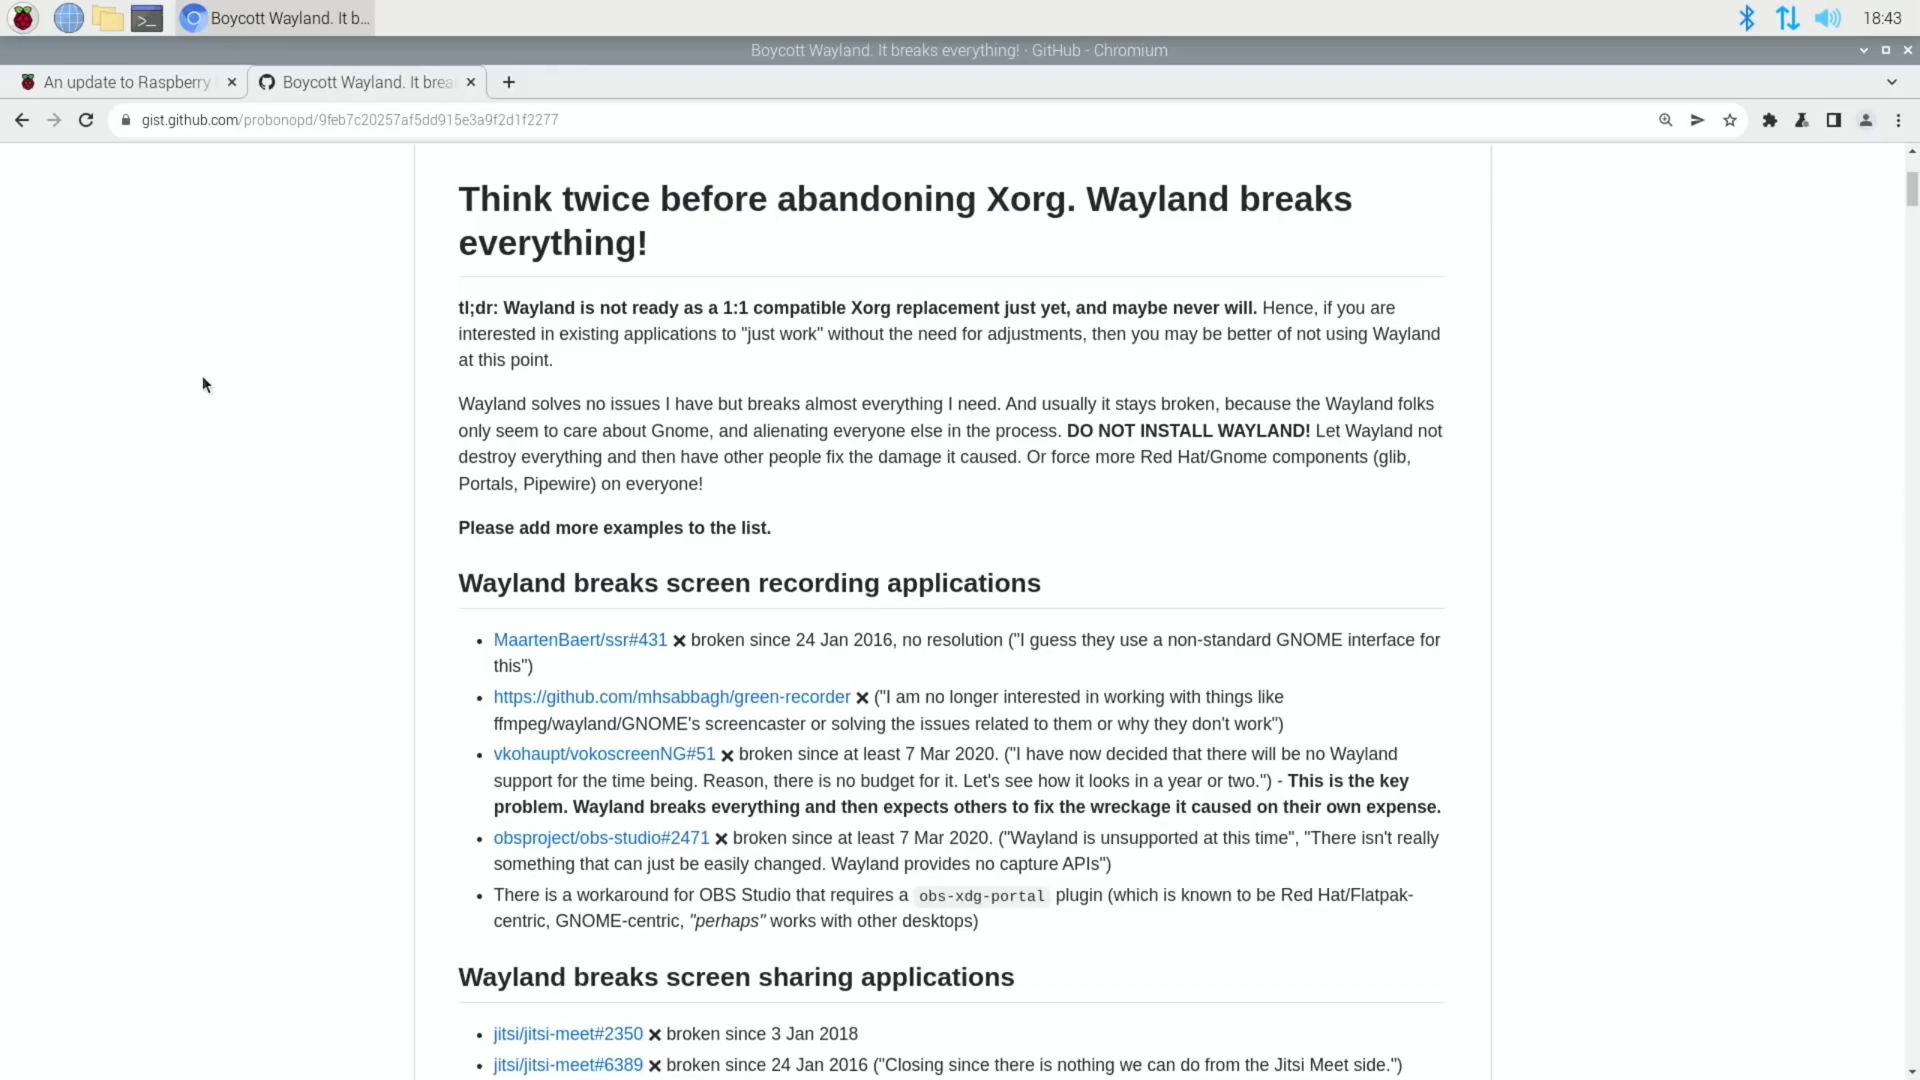 Boycott Wayland. It b...
18:43
Boycott Wayland. It breaks everything! · GitHub - Chromium
An update to Raspberry
Boycott Wayland. It brea
gist.github.com/probonopd/9feb7c20257af5dd915e3a9f2d1f2277
Think twice before abandoning Xorg. Wayland breaks
everything!
tl;dr: Wayland is not ready as a 1:1 compatible Xorg replacement just yet, and maybe never will. Hence, if you are
interested in existing applications to "just work" without the need for adjustments, then you may be better of not using Wayland
at this point.
Wayland solves no issues I have but breaks almost everything I need. And usually it stays broken, because the Wayland folks
only seem to care about Gnome, and alienating everyone else in the process. DO NOT INSTALL WAYLAND! Let Wayland not
destroy everything and then have other people fix the damage it caused. Or force more Red Hat/Gnome components (glib,
Portals, Pipewire) on everyone!
Please add more examples to the list.
Wayland breaks screen recording applications
• MaartenBaert/ssr#431 ❌ broken since 24 Jan 2016, no resolution ("I guess they use a non-standard GNOME interface for
this")
• https://github.com/mhsabbagh/green-recorder ❌ ("I am no longer interested in working with things like
ffmpeg/wayland/GNOME's screencaster or solving the issues related to them or why they don't work")
• vkohaupt/vokoscreenNG#51 ❌ broken since at least 7 Mar 2020. ("I have now decided that there will be no Wayland
support for the time being. Reason, there is no budget for it. Let's see how it looks in a year or two.") - This is the key
problem. Wayland breaks everything and then expects others to fix the wreckage it caused on their own expense.
• obsproject/obs-studio#2471 ❌ broken since at least 7 Mar 2020. ("Wayland is unsupported at this time", "There isn't really
something that can just be easily changed. Wayland provides no capture APIs")
• There is a workaround for OBS Studio that requires a obs-xdg-portal plugin (which is known to be Red Hat/Flatpak-
centric, GNOME-centric, "perhaps" works with other desktops)
Wayland breaks screen sharing applications
• jitsi/jitsi-meet#2350 ❌ broken since 3 Jan 2018
• jitsi/jitsi-meet#6389 ❌ broken since 24 Jan 2016 ("Closing since there is nothing we can do from the Jitsi Meet side.")